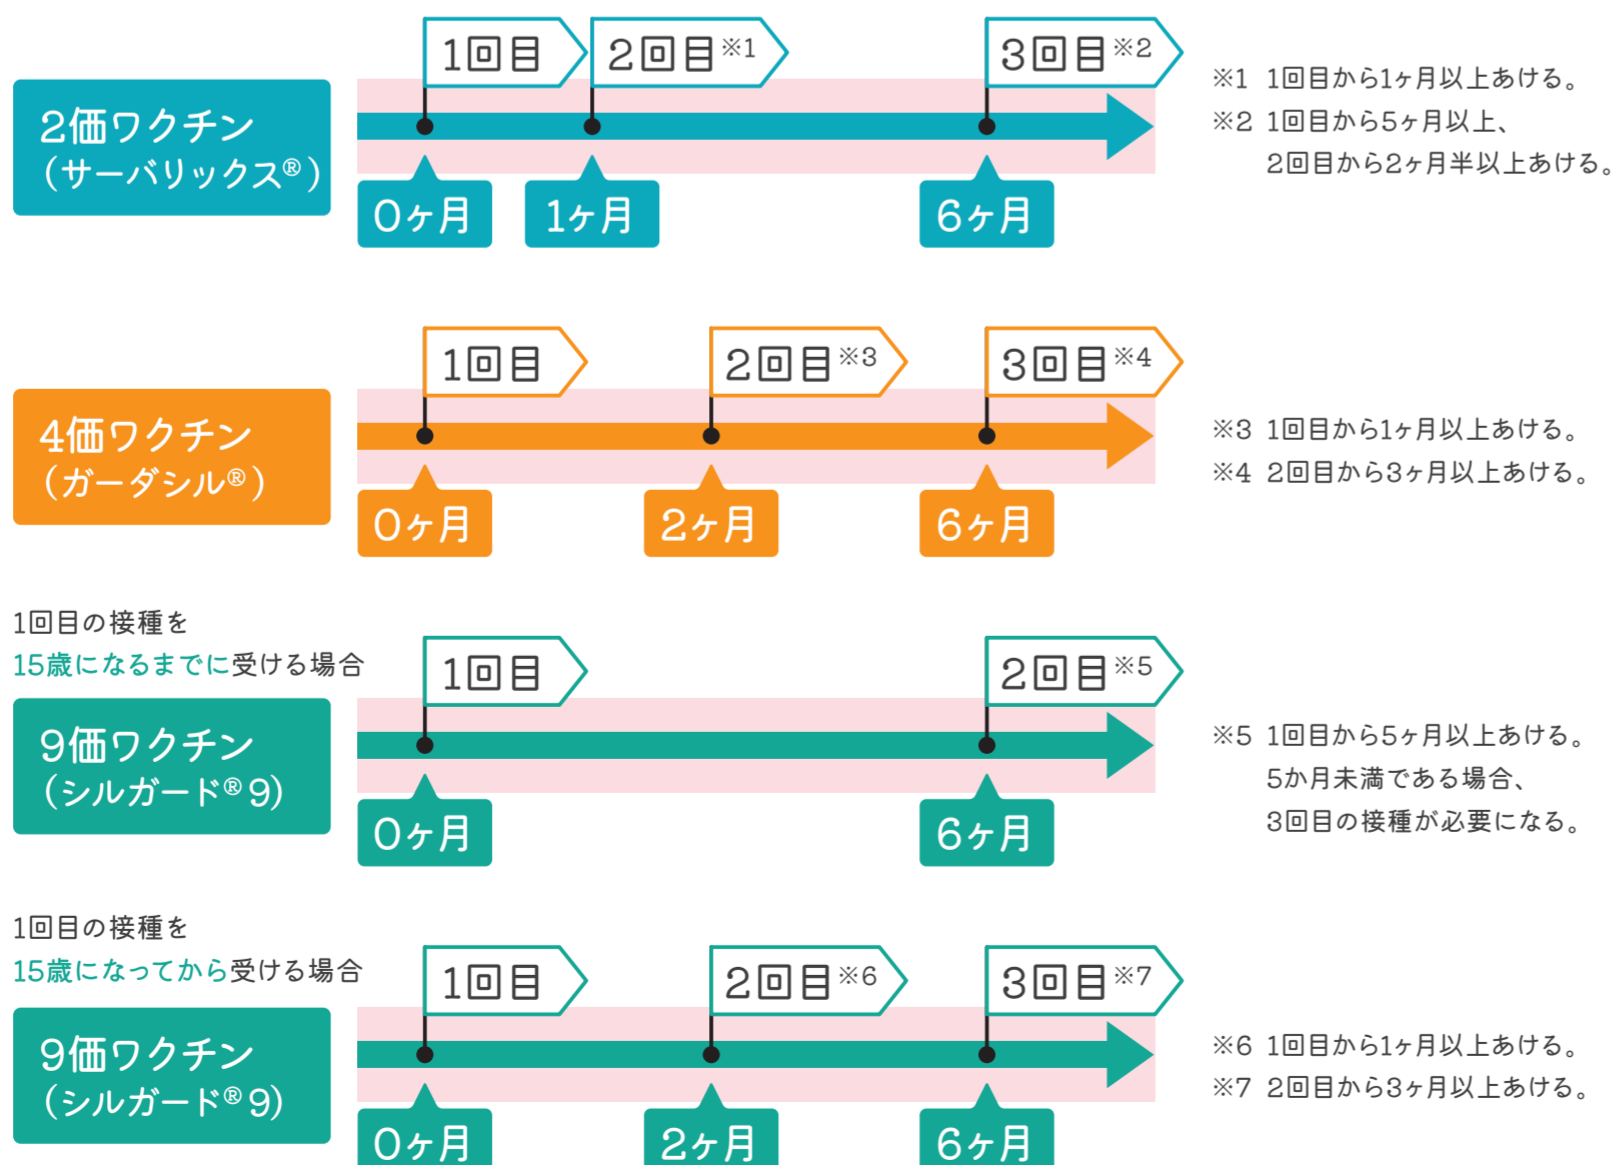 1回目
2回目※1
3回目※2
2価ワクチン
（サーバリックス®）
0ヶ月
1ヶ月
6ヶ月
※1 1回目から1ヶ月以上あける。
※2 1回目から5ヶ月以上、
2回目から2ヶ月半以上あける。
1回目
2回目※3
3回目※4
4価ワクチン
（ガーダシル®）
0ヶ月
2ヶ月
6ヶ月
※3 1回目から1ヶ月以上あける。
※4 2回目から3ヶ月以上あける。
1回目の接種を
15歳になるまでに受ける場合
1回目
2回目※5
9価ワクチン
（シルガード®9）
0ヶ月
6ヶ月
※5 1回目から5ヶ月以上あける。
5か月未満である場合、
3回目の接種が必要になる。
1回目の接種を
15歳になってから受ける場合
1回目
2回目※6
3回目※7
9価ワクチン
（シルガード®9）
0ヶ月
2ヶ月
6ヶ月
※6 1回目から1ヶ月以上あける。
※7 2回目から3ヶ月以上あける。